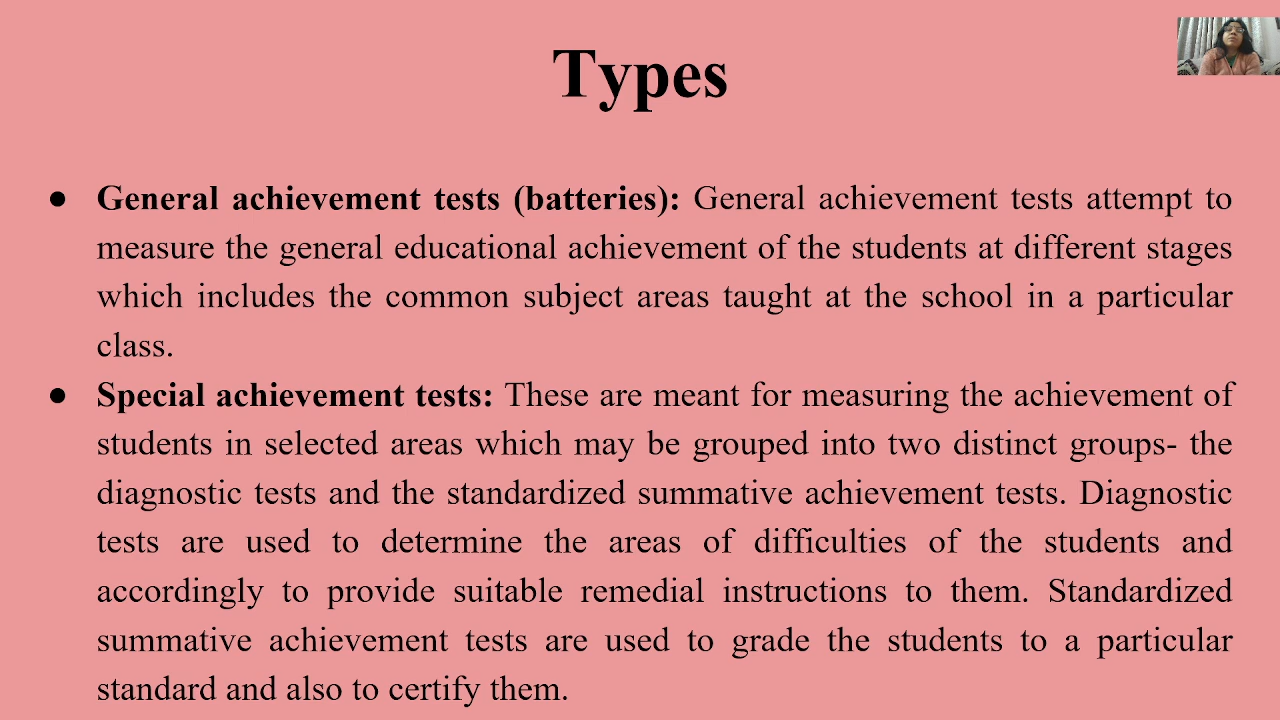 Types
● General achievement tests (batteries): General achievement tests attempt to
measure the general educational achievement of the students at different stages
which includes the common subject areas taught at the school in a particular
class.
● Special achievement tests: These are meant for measuring the achievement of
students in selected areas which may be grouped into two distinct groups- the
diagnostic tests and the standardized summative achievement tests. Diagnostic
tests are used to determine the areas of difficulties of the students and
accordingly to provide suitable remedial instructions to them. Standardized
summative achievement tests are used to grade the students to a particular
standard and also to certify them.